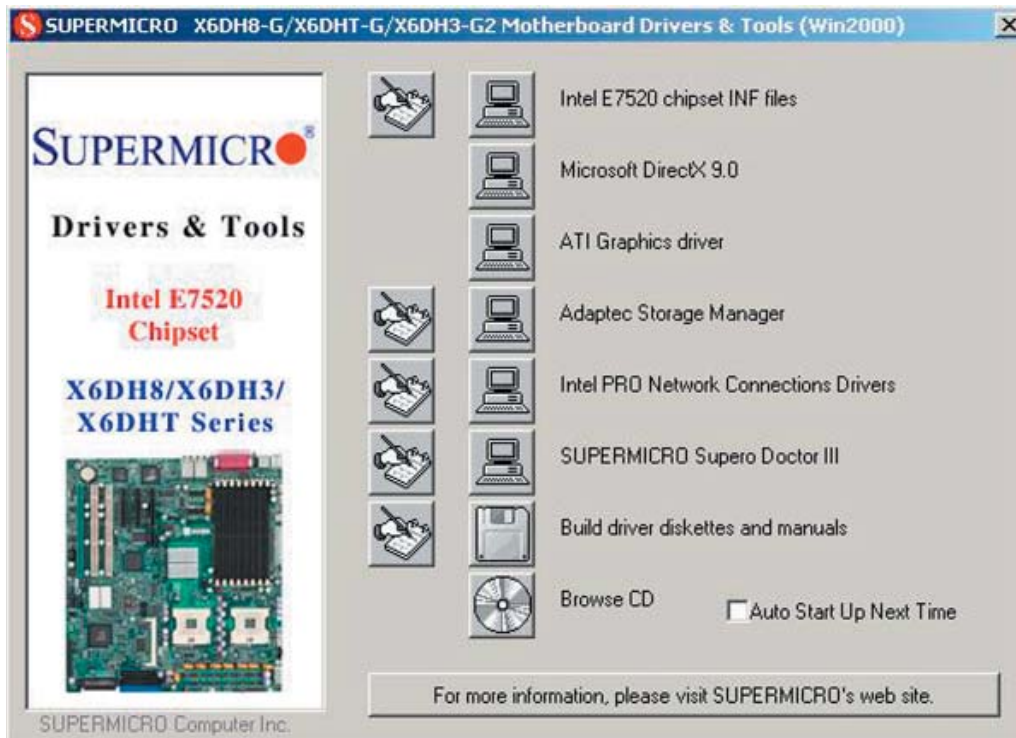 SUPERMICRO X6DH8-G/X6DHT-G/X6DH3-G2 Motherboard Drivers & Tools (Win2000)
SUPERMICRO®
Drivers & Tools
Intel E7520
Chipset
X6DH8/X6DH3/
X6DHT Series
SUPERMICRO Computer Inc.
Intel E7520 chipset INF files
Microsoft DirectX 9.0
ATI Graphics driver
Adaptec Storage Manager
Intel PRO Network Connections Drivers
SUPERMICRO Supero Doctor III
Build driver diskettes and manuals
Browse CD
Auto Start Up Next Time
For more information, please visit SUPERMICRO's web site.